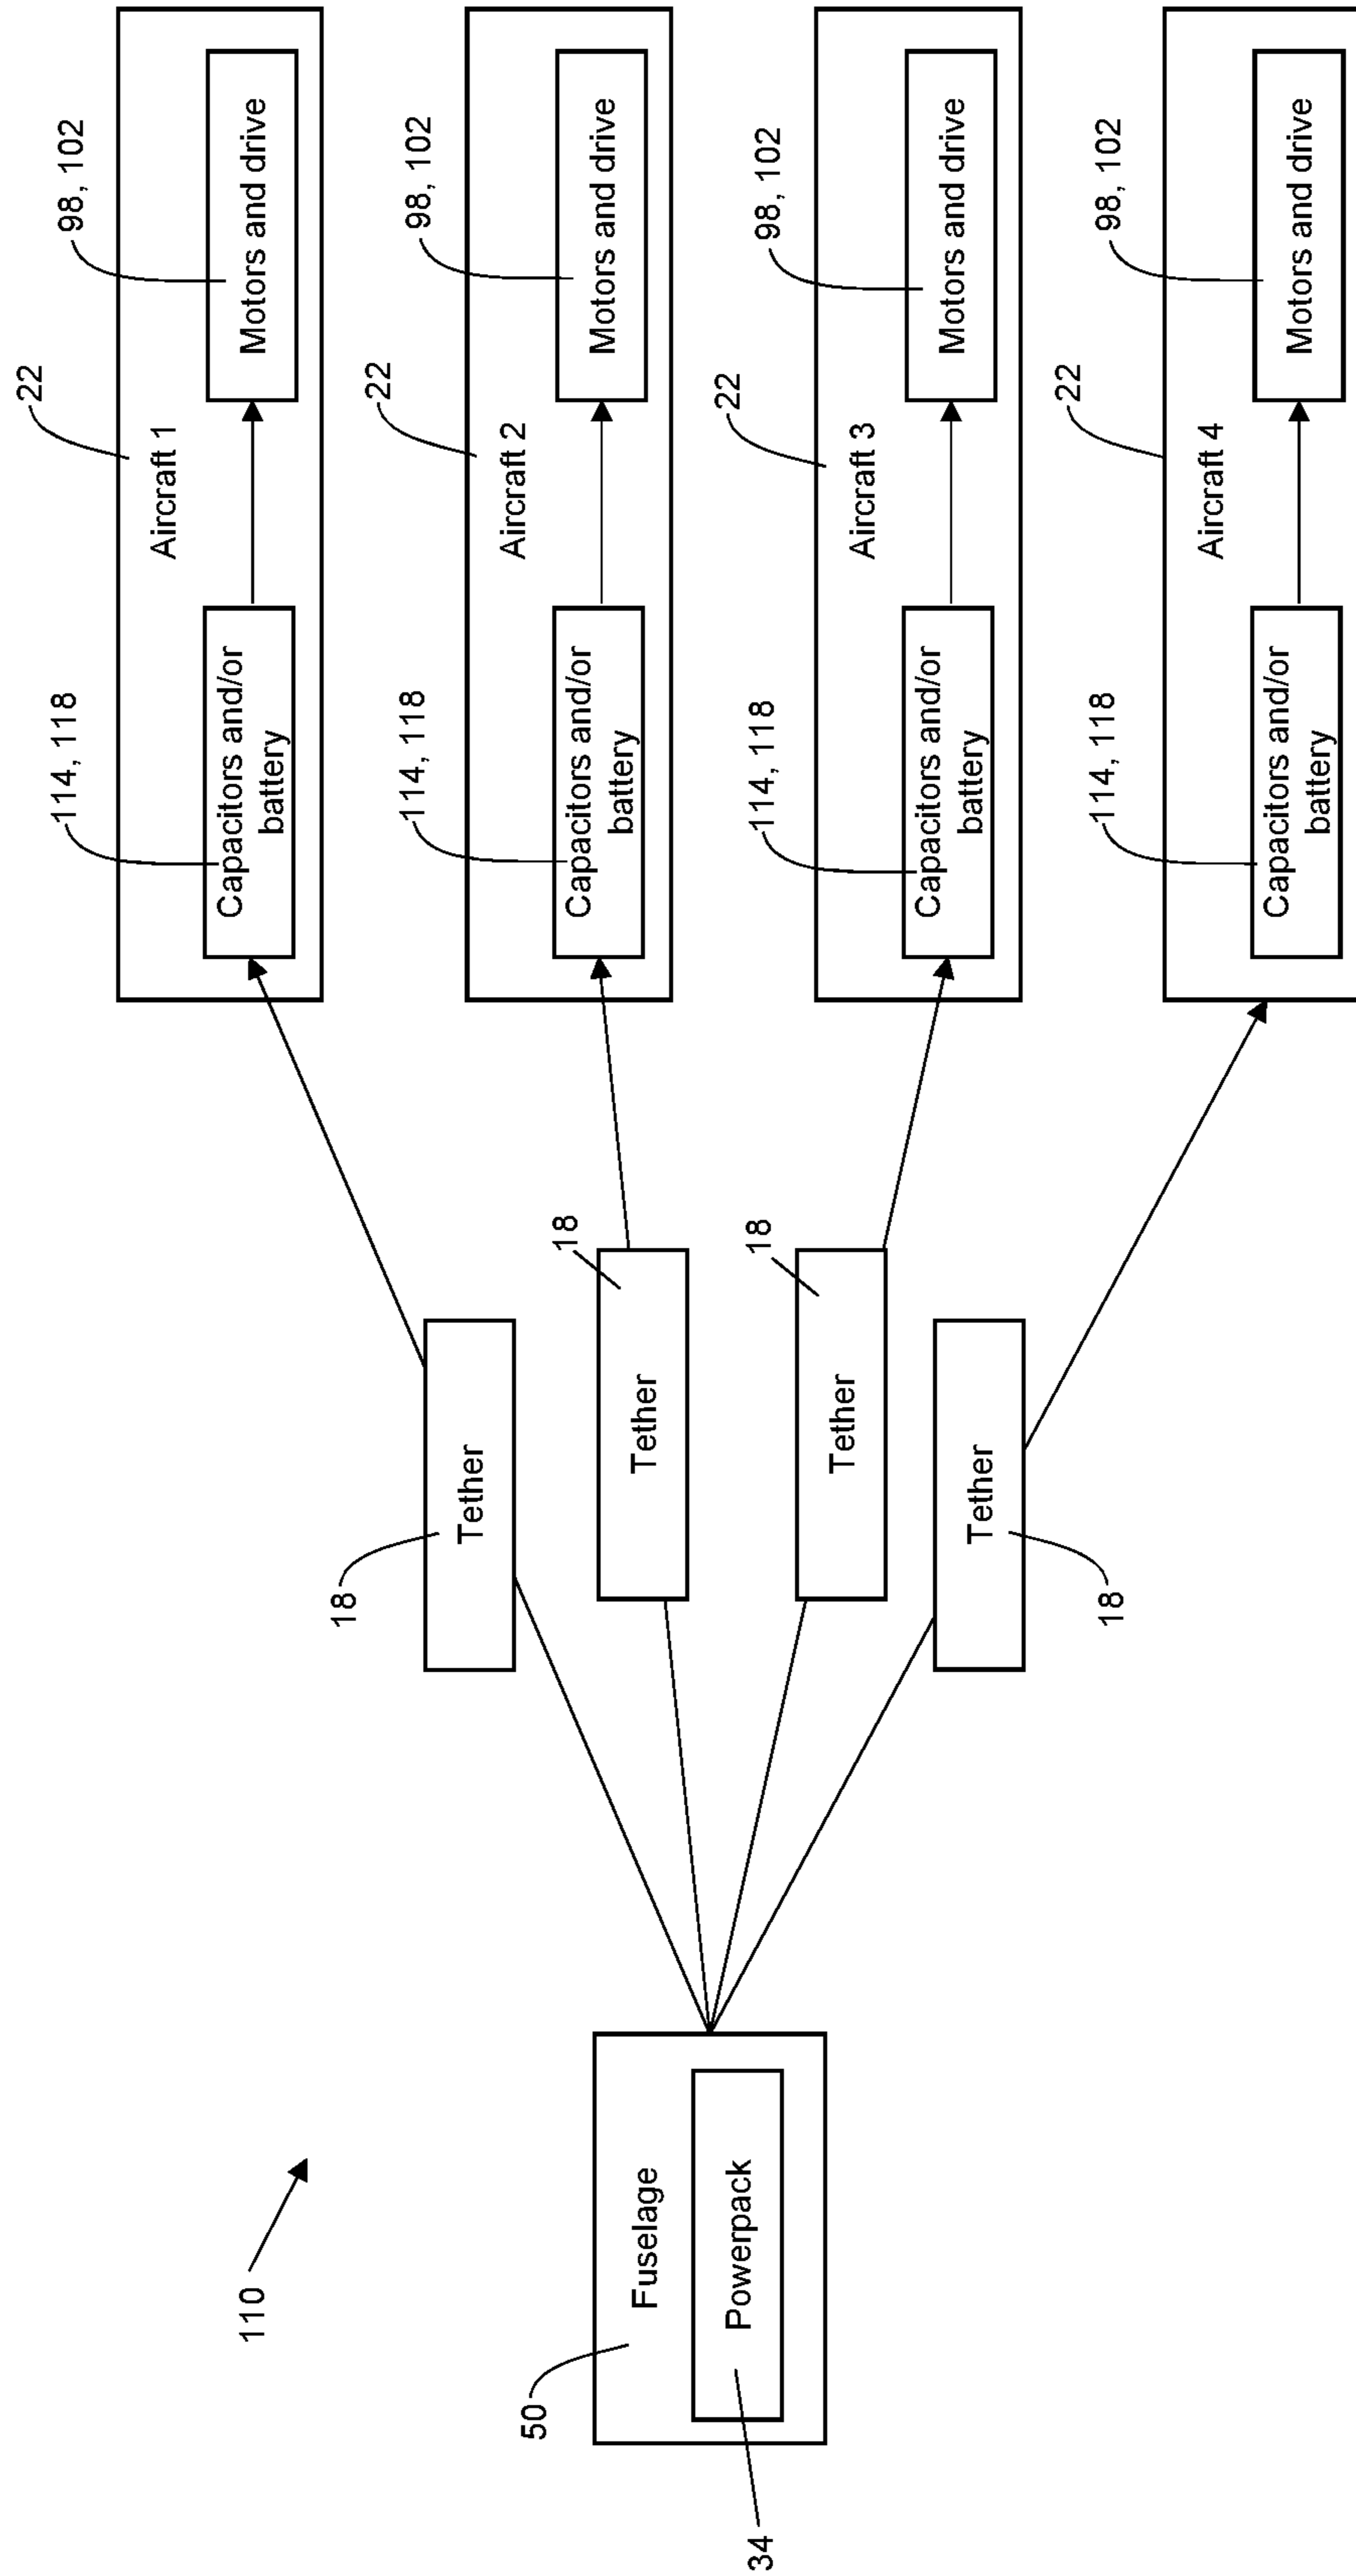 110
50
Fuselage
Powerpack
34
18
Tether
18
Tether
18
Tether
Tether
18
22
Aircraft 1
114, 118
Capacitors and/or
battery
98, 102
Motors and drive
22
Aircraft 2
114, 118
Capacitors and/or
battery
98, 102
Motors and drive
22
Aircraft 3
114, 118
Capacitors and/or
battery
98, 102
Motors and drive
22
Aircraft 4
114, 118
Capacitors and/or
battery
98, 102
Motors and drive